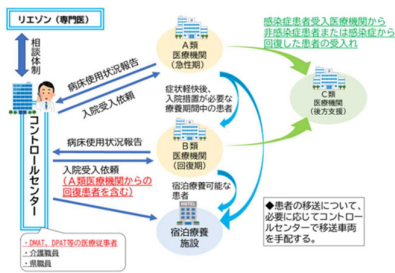 リエゾン（専門医）
相談体制
コントロールセンター
・DMAT、DPAT等の医療従事者
・介護職員
・県職員
病床使用状況報告
入院受入依頼
病床使用状況報告
入院受入依頼
（A類医療機関からの
回復患者を含む）
A類
医療機関
（急性期）
症状軽快後、
入院措置が必要な
療養期間中の患者
B類
医療機関
（回復期）
宿泊療養可能な
患者
HOTEL
宿泊療養
施設
感染症患者受入医療機関から
非感染症患者または感染症から
回復した患者の受入れ
C類
医療機関
（後方支援）
◆患者の移送について、
必要に応じてコントロ
ールセンターで移送車両
を手配する。